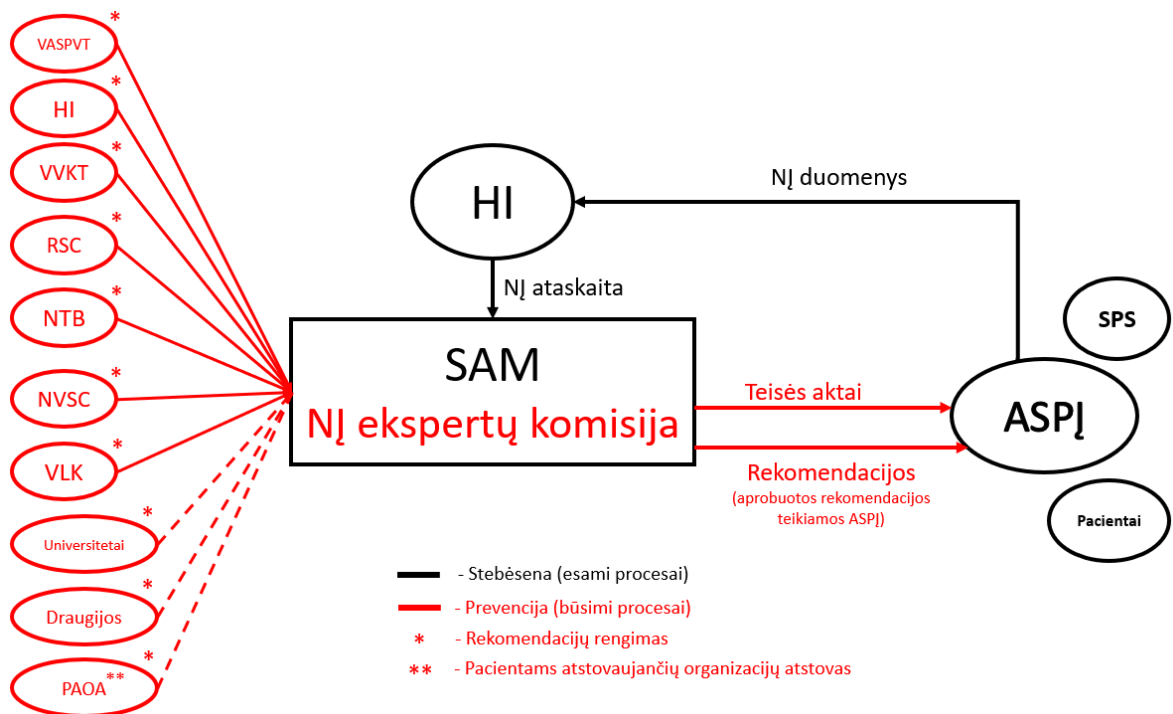 *
VASPVT
*
HI
*
VVKT
*
RSC
*
NTB
*
NVSC
*
VLK
*
Universitetai
*
Draugijos
*
PAOA**
HI
NĮ duomenys
NĮ ataskaita
SAM
NĮ ekspertų komisija
Teisės aktai
Rekomendacijos
(aprobuotos rekomendacijos
teikiamos ASPĮ)
SPS
ASPĮ
Pacientai
- Stebėsena (esami procesai)
- Prevencija (būsimi procesai)
* - Rekomendacijų rengimas
** - Pacientams atstovaujančių organizacijų atstovas